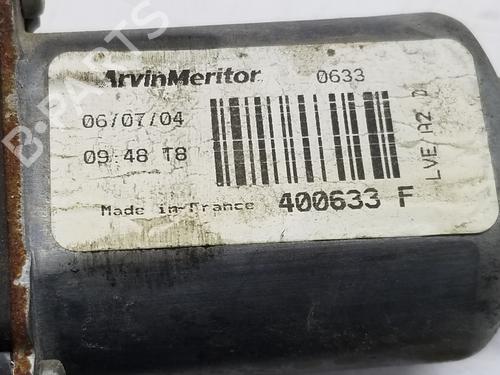 ArvinMeritor 0633
06/07/04
09:48 T8
Made in France 400633 F
LVE A2 D
B-PARTS